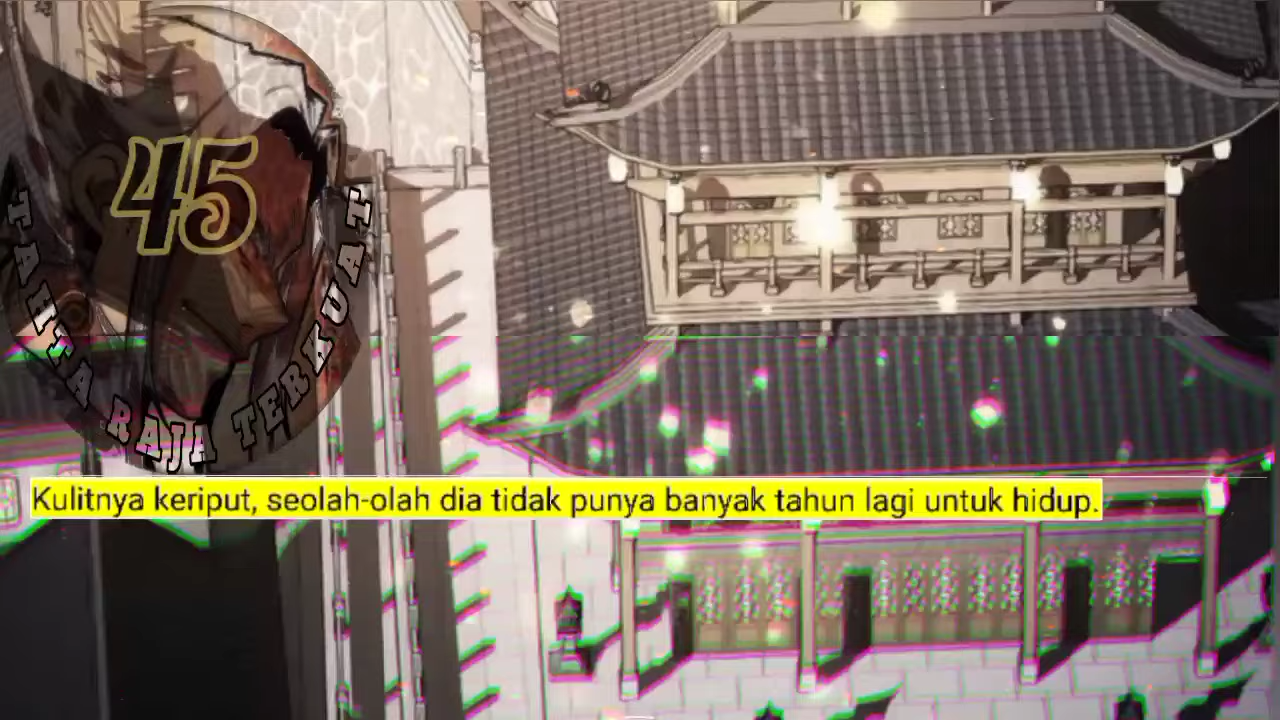 45
TAHTA RAJA TERKUAT
Kulitnya keriput, seolah-olah dia tidak punya banyak tahun lagi untuk hidup.